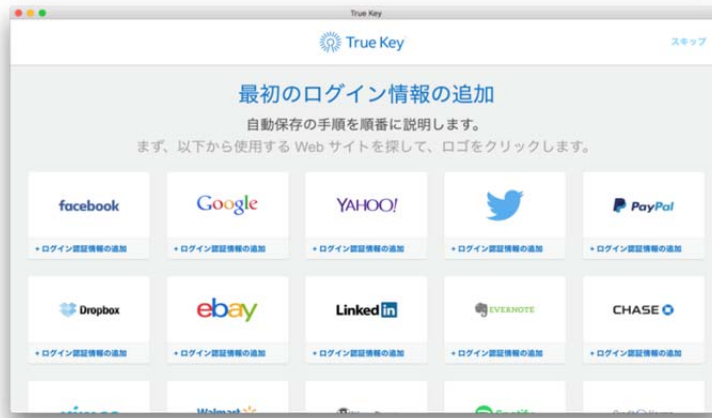 True Key
True Key
スキップ
最初のログイン情報の追加
自動保存の手順を順番に説明します。
まず、以下から使用する Web サイトを探して、ロゴをクリックします。
facebook
Google
YAHOO!
PayPal
+ ログイン認証情報の追加
+ ログイン認証情報の追加
+ ログイン認証情報の追加
+ ログイン認証情報の追加
+ ログイン認証情報の追加
Dropbox
ebay
Linked in
EVERNOTE
CHASE
+ ログイン認証情報の追加
+ ログイン認証情報の追加
+ ログイン認証情報の追加
+ ログイン認証情報の追加
+ ログイン認証情報の追加
Walmart
Spotify